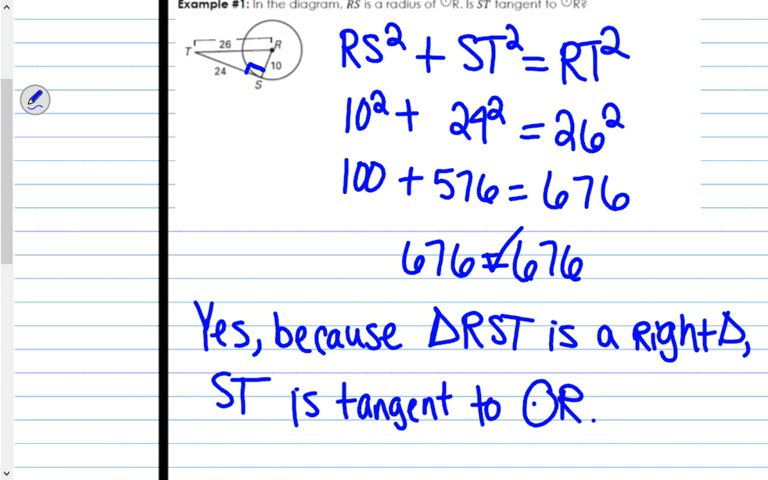 Example #1: In the diagram, RS is a radius of ⊙R. Is ST tangent to ⊙R?
26
T
R
24
10
S
RS² + ST² = RT²
10² + 24² = 26²
100 + 576 = 676
676 = 676
Yes, because ΔRST is a Right Δ,
ST is tangent to ⊙R.